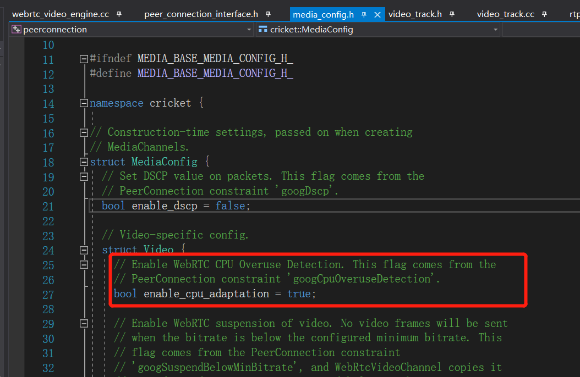 webrtc_video_engine.cc peer_connection_interface.h media_config.h video_track.h video_track.cc
peerconnection cricket::MediaConfig
10
11 #ifndef MEDIA_BASE_MEDIA_CONFIG_H_
12 #define MEDIA_BASE_MEDIA_CONFIG_H_
13
14 namespace cricket {
15
16 // Construction-time settings, passed on when creating
17 // MediaChannels.
18 struct MediaConfig {
19 // Set DSCP value on packets. This flag comes from the
20 // PeerConnection constraint 'googDscp'.
21 bool enable_dscp = false;
22
23 // Video-specific config.
24 struct Video {
25 // Enable WebRTC CPU Overuse Detection. This flag comes from the
26 // PeerConnection constraint 'googCpuOveruseDetection'.
27 bool enable_cpu_adaptation = true;
28
29 // Enable WebRTC suspension of video. No video frames will be sent
30 // when the bitrate is below the configured minimum bitrate. This
31 // flag comes from the PeerConnection constraint
32 // 'googSuspendBelowMinBitrate', and WebRtcVideoChannel copies it